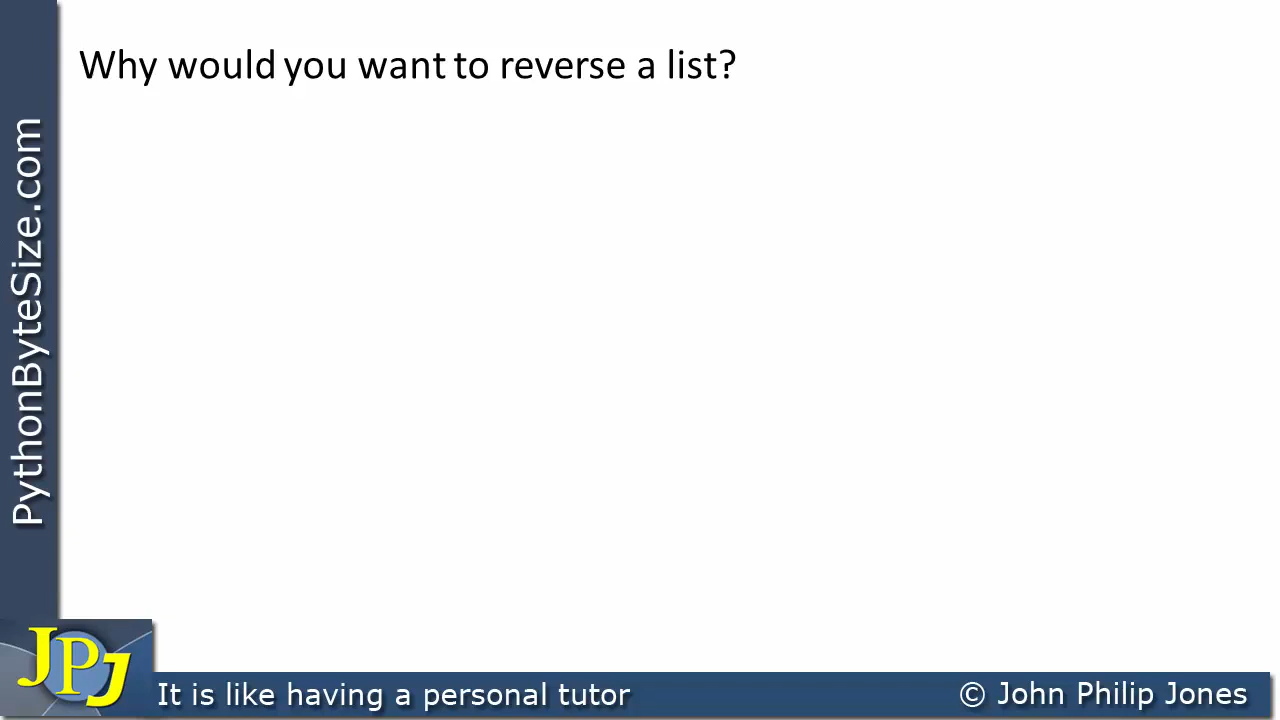 Why would you want to reverse a list?
PythonByteSize.com
JPJ
It is like having a personal tutor
© John Philip Jones